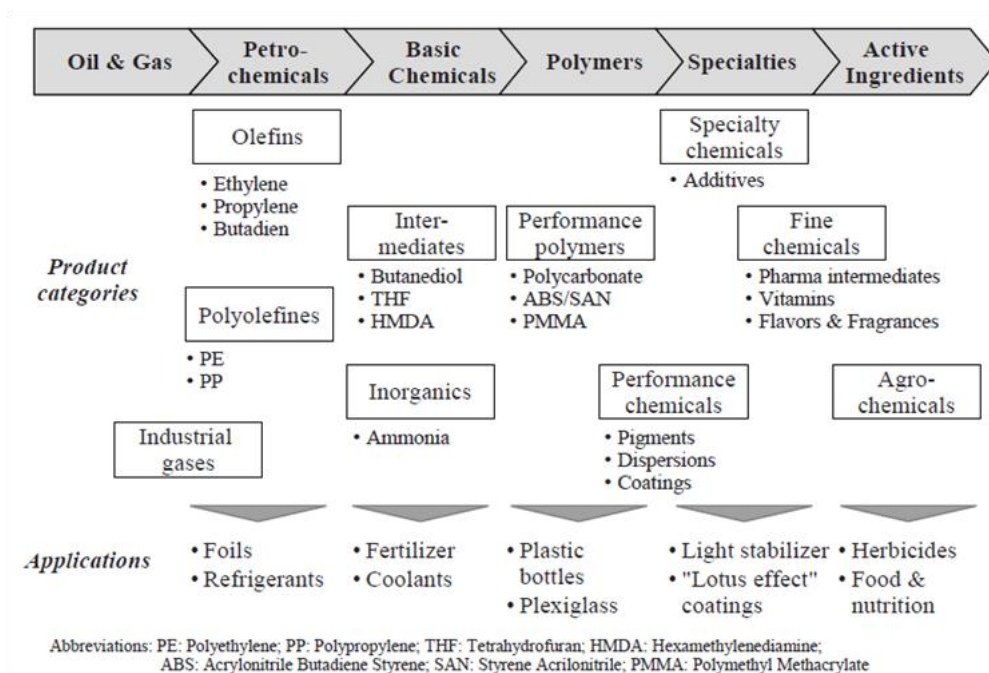 Oil & Gas
Petro-
chemicals
Basic
Chemicals
Polymers
Specialties
Active
Ingredients
Olefins
• Ethylene
• Propylene
• Butadien
Specialty
chemicals
• Additives
Product
categories
Inter-
mediates
• Butanediol
• THF
• HMDA
Performance
polymers
• Polycarbonate
• ABS/SAN
• PMMA
Fine
chemicals
• Pharma intermediates
• Vitamins
• Flavors & Fragrances
Polyolefines
• PE
• PP
Inorganics
• Ammonia
Performance
chemicals
• Pigments
• Dispersions
• Coatings
Agro-
chemicals
Industrial
gases
Applications
• Foils
• Refrigerants
• Fertilizer
• Coolants
• Plastic
bottles
• Plexiglass
• Light stabilizer
• "Lotus effect"
coatings
• Herbicides
• Food &
nutrition
Abbreviations: PE: Polyethylene; PP: Polypropylene; THF: Tetrahydrofuran; HMDA: Hexamethylenediamine;
ABS: Acrylonitrile Butadiene Styrene; SAN: Styrene Acrilonitrile; PMMA: Polymethyl Methacrylate